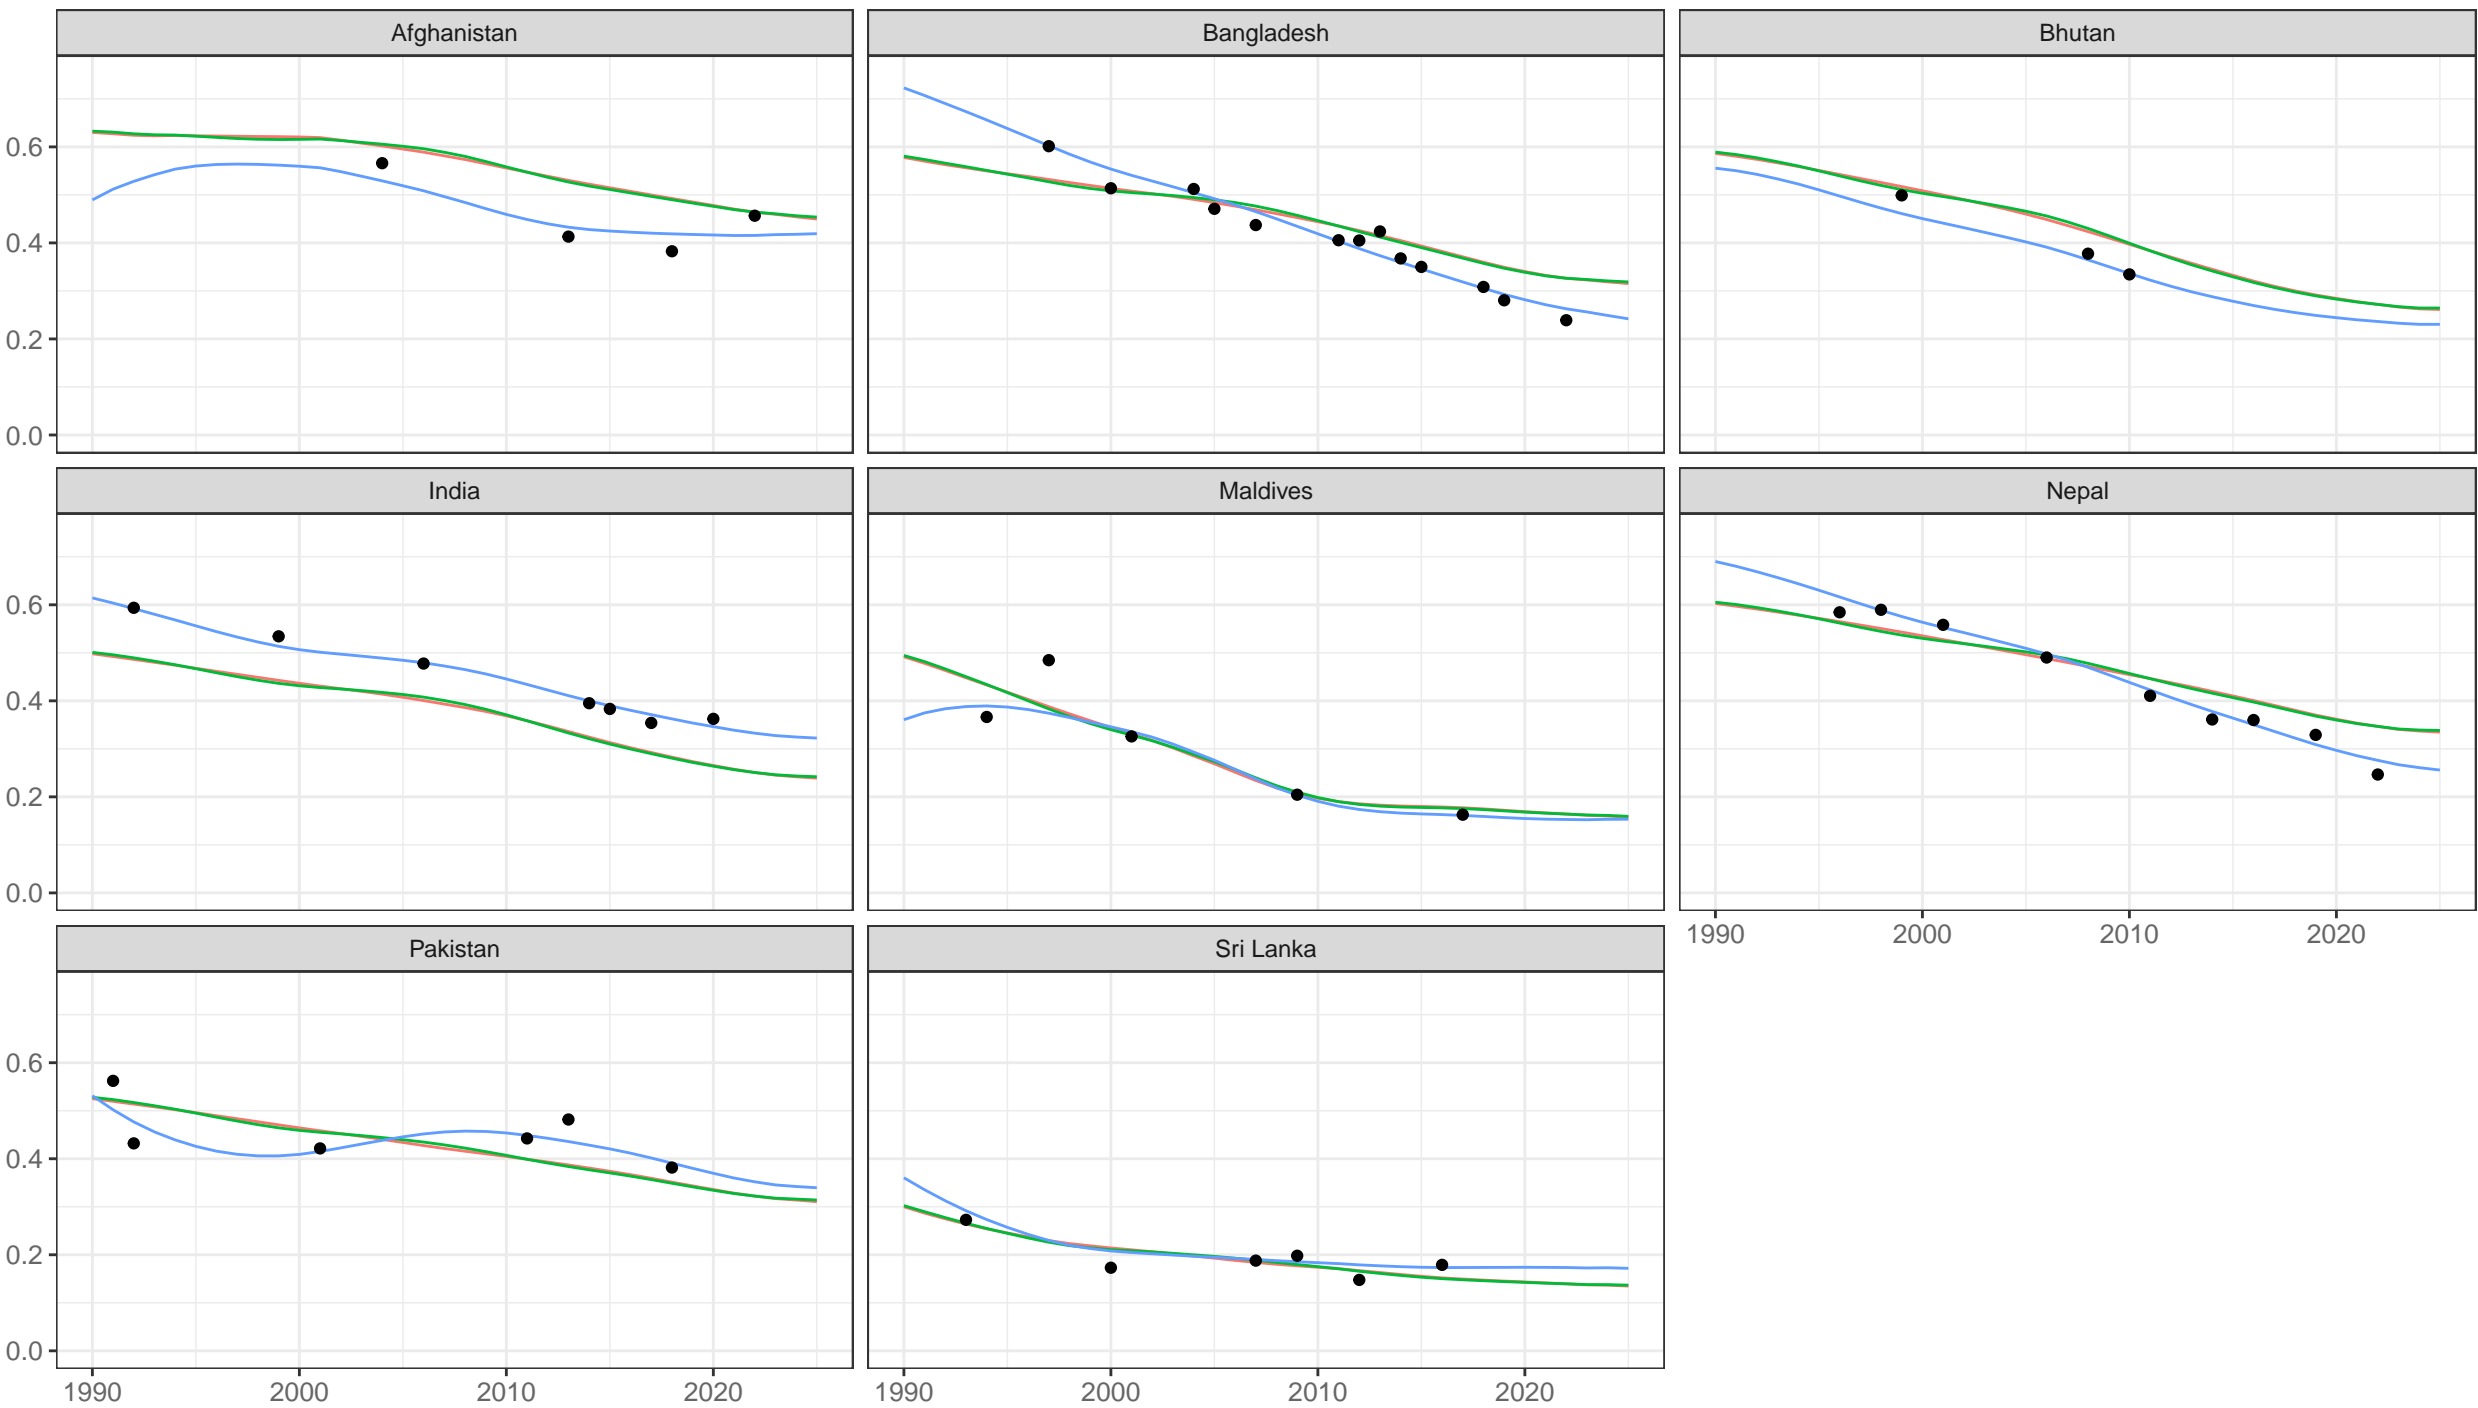 Afghanistan Bangladesh Bhutan
0.6
0.4
0.2
0.0
India Maldives Nepal
0.6
0.4
0.2
0.0
1990 2000 2010 2020
Pakistan Sri Lanka
0.6
0.4
0.2
0.0
1990 2000 2010 2020 1990 2000 2010 2020